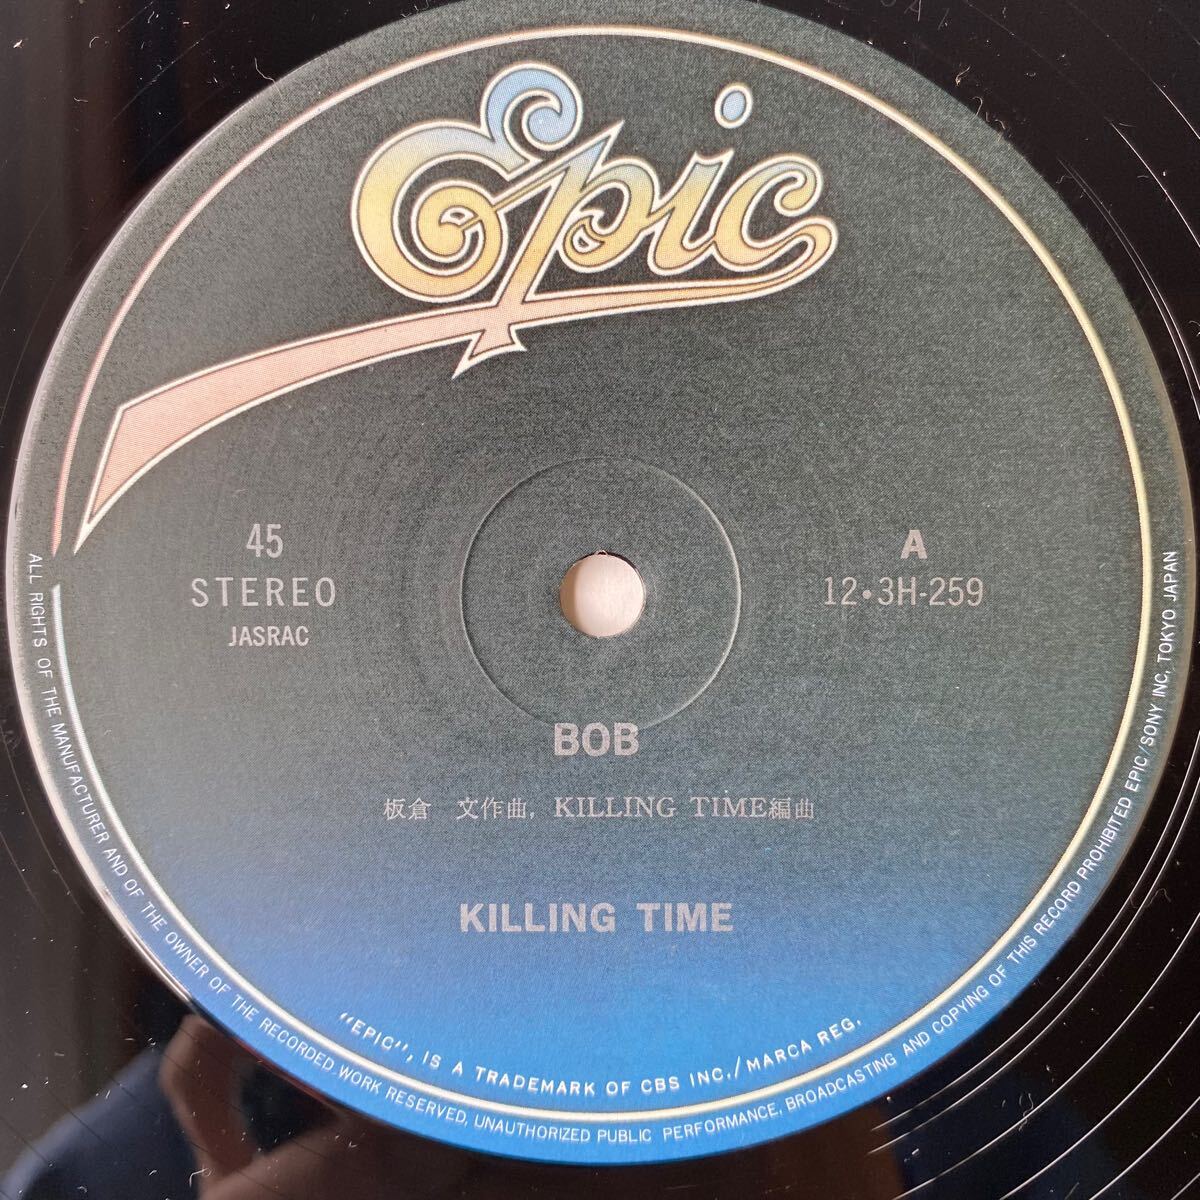 Epic
45
STEREO
JASRAC
A
12・3H-259
BOB
板倉 文作曲, KILLING TIME編曲
KILLING TIME
"EPIC", IS A TRADEMARK OF CBS INC./MARCA REG.
ALL RIGHTS OF THE MANUFACTURER AND OF THE OWNER OF THE RECORDED WORK RESERVED, UNAUTHORIZED PUBLIC PERFORMANCE, BROADCASTING AND COPYING OF THIS RECORD PROHIBITED EPIC/SONY INC, TOKYO JAPAN